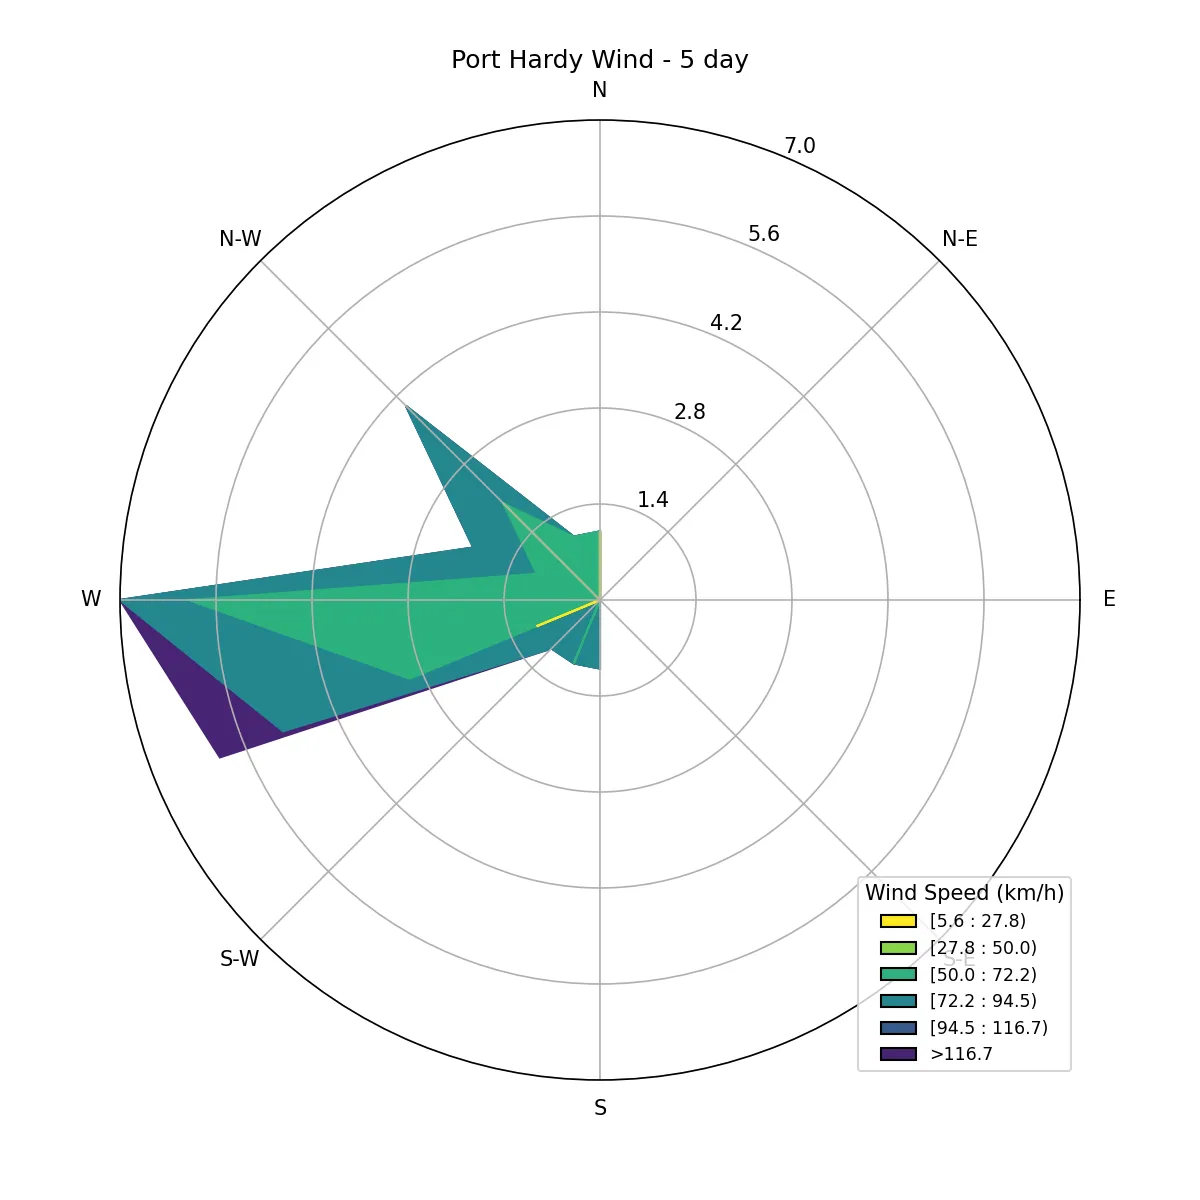 Port Hardy Wind - 5 day
N
7.0
N-W
N-E
5.6
4.2
2.8
1.4
W
E
S-W
S-E
S
Wind Speed (km/h)
[5.6 : 27.8)
[27.8 : 50.0)
[50.0 : 72.2)
[72.2 : 94.5)
[94.5 : 116.7)
>116.7